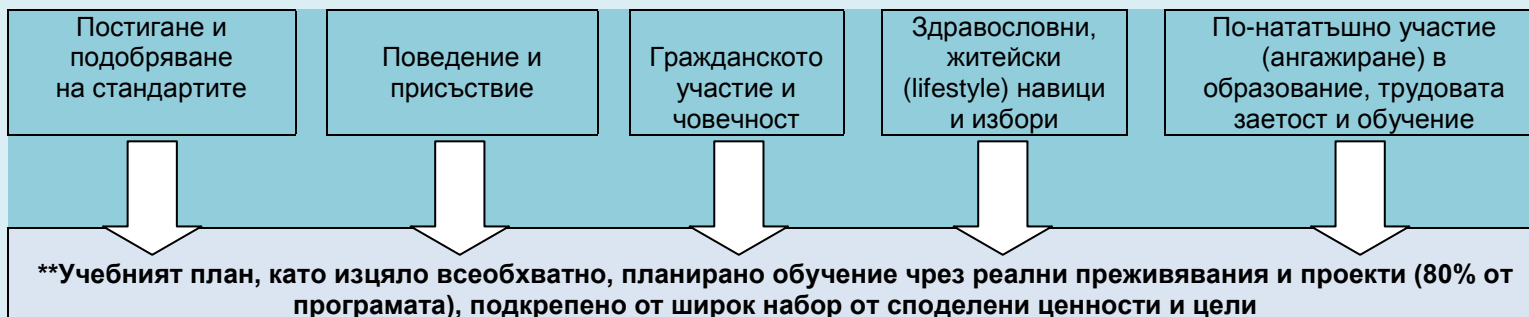 Постигане и
подобряване
на стандартите
Поведение и
присъствие
Гражданското
участие и
човечност
Здравословни,
житейски
(lifestyle) навици
и избори
По-нататъшно участие
(ангажиране) в
образование, трудовата
заетост и обучение
**Учебният план, като изцяло всеобхватно, планирано обучение чрез реални преживявания и проекти (80% от
програмата), подкрепено от широк набор от споделени ценности и цели